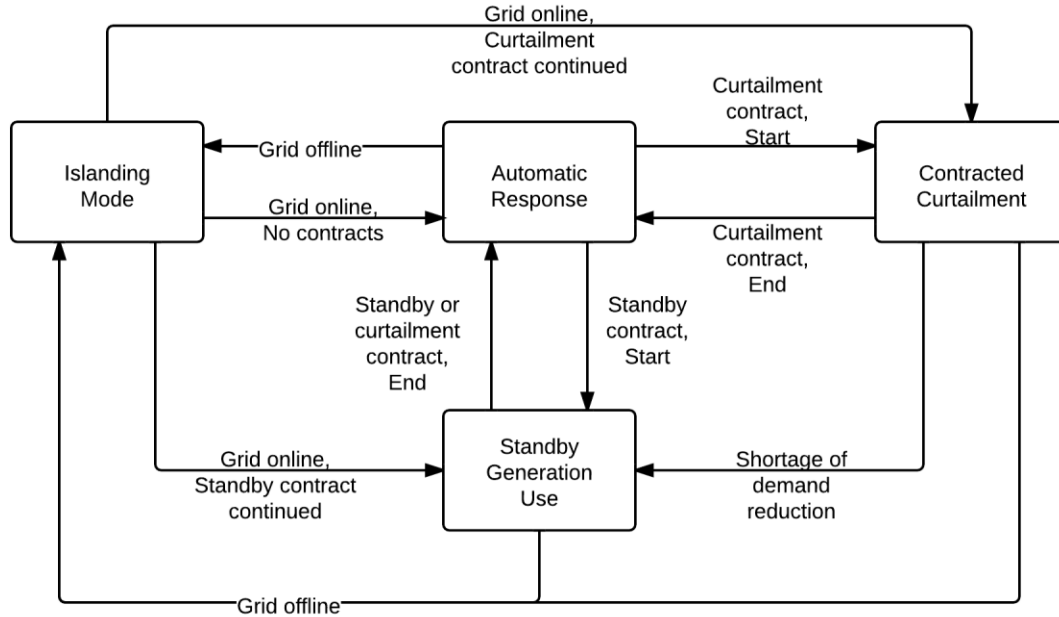 Grid online,
Curtailment
contract continued
Curtailment
contract,
Start
Islanding
Mode
Grid offline
Automatic
Response
Contracted
Curtailment
Grid online,
No contracts
Curtailment
contract,
End
Standby or
curtailment
contract,
End
Standby
contract,
Start
Grid online,
Standby contract
continued
Standby
Generation
Use
Shortage of
demand
reduction
Grid offline